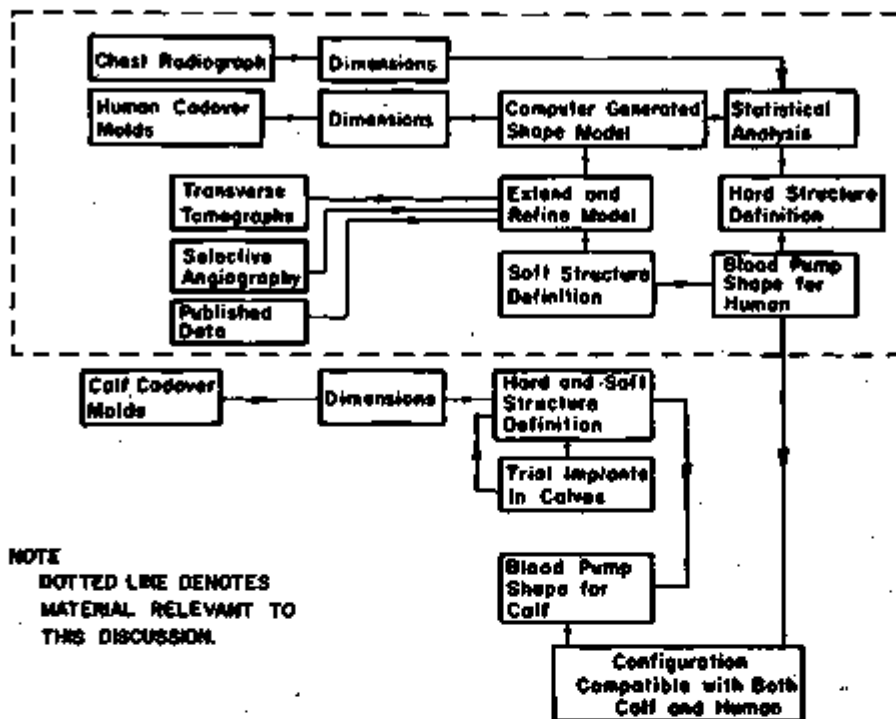 Chest Radiograph
Dimensions
Human Cadaver
Molds
Dimensions
Computer Generated
Shape Model
Statistical
Analysis
Transverse
Tomographs
Extend and
Refine Model
Hard Structure
Definition
Selective
Angiography
Soft Structure
Definition
Blood Pump
Shape for
Human
Published
Data
Calf Cadaver
Molds
Dimensions
Hard and Soft
Structure
Definition
Trial Implants
in Calves
NOTE
DOTTED LINE DENOTES
MATERIAL RELEVANT TO
THIS DISCUSSION.
Blood Pump
Shape for
Calf
Configuration
Compatible with Both
Calf and Human